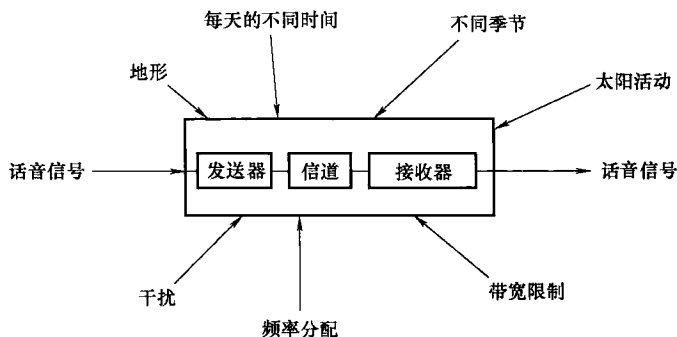 每天的不同时间
不同季节
地形
太阳活动
话音信号
发送器
信道
接收器
话音信号
干扰
带宽限制
频率分配